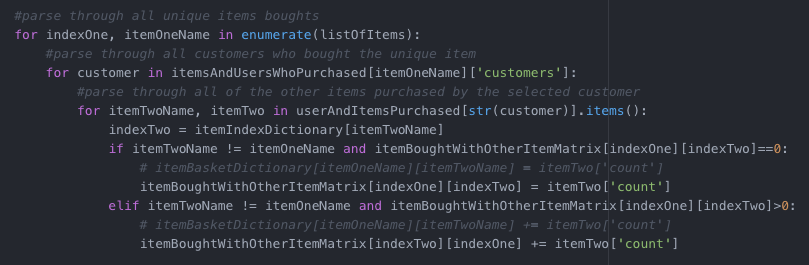 #parse through all unique items boughts
for indexOne, itemOneName in enumerate(listOfItems):
    #parse through all customers who bought the unique item
    for customer in itemsAndUsersWhoPurchased[itemOneName]['customers']:
        #parse through all of the other items purchased by the selected customer
        for itemTwoName, itemTwo in userAndItemsPurchased[str(customer)].items():
            indexTwo = itemIndexDictionary[itemTwoName]
            if itemTwoName != itemOneName and itemBoughtWithOtherItemMatrix[indexOne][indexTwo]==0:
                # itemBasketDictionary[itemOneName][itemTwoName] = itemTwo['count']
                itemBoughtWithOtherItemMatrix[indexOne][indexTwo] = itemTwo['count']
            elif itemTwoName != itemOneName and itemBoughtWithOtherItemMatrix[indexOne][indexTwo]>0:
                # itemBasketDictionary[itemOneName][itemTwoName] += itemTwo['count']
                itemBoughtWithOtherItemMatrix[indexTwo][indexOne] += itemTwo['count']